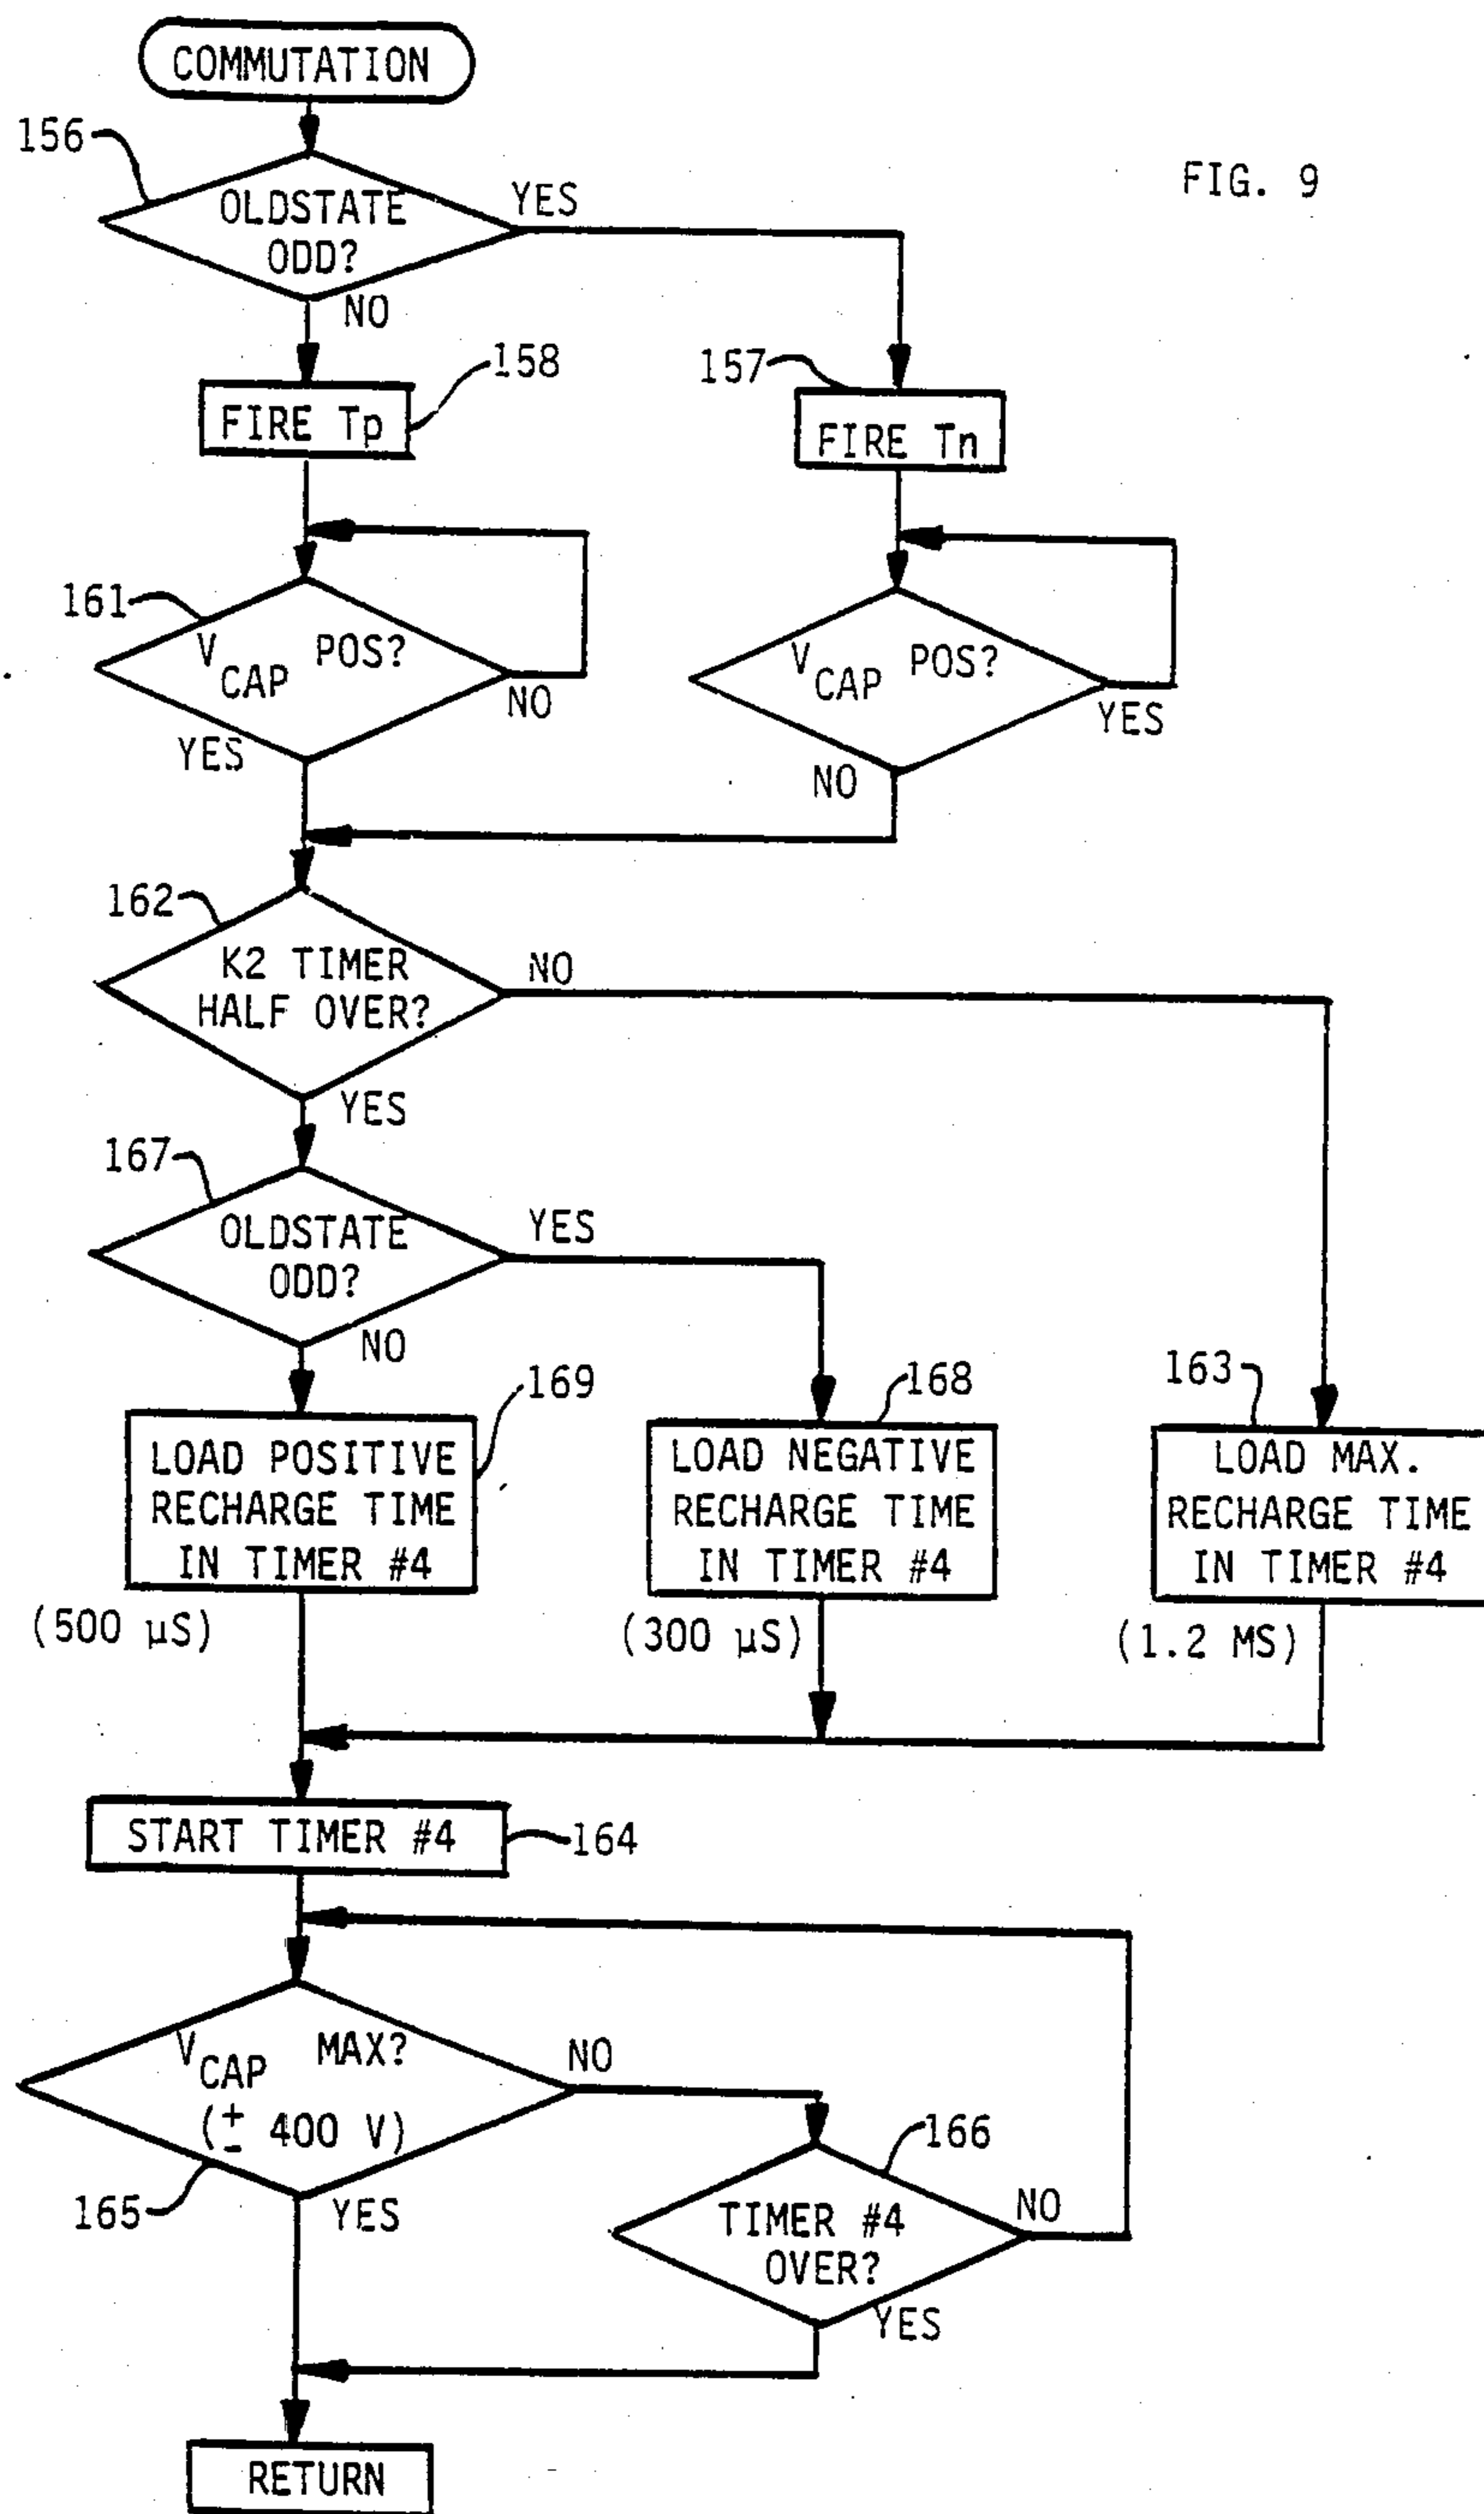 COMMUTATION
156
OLDSTATE
ODD?
YES
FIG. 9
NO
158
157
FIRE Tp
FIRE Tn
161
VCAP POS?
NO
YES
VCAP POS?
YES
NO
162
K2 TIMER
HALF OVER?
NO
YES
167
OLDSTATE
ODD?
YES
NO
169
168
163
LOAD POSITIVE
RECHARGE TIME
IN TIMER #4
LOAD NEGATIVE
RECHARGE TIME
IN TIMER #4
LOAD MAX.
RECHARGE TIME
IN TIMER #4
(500 µS)
(300 µS)
(1.2 MS)
START TIMER #4
164
VCAP MAX?
(± 400 V)
NO
165
YES
166
TIMER #4
OVER?
NO
YES
RETURN